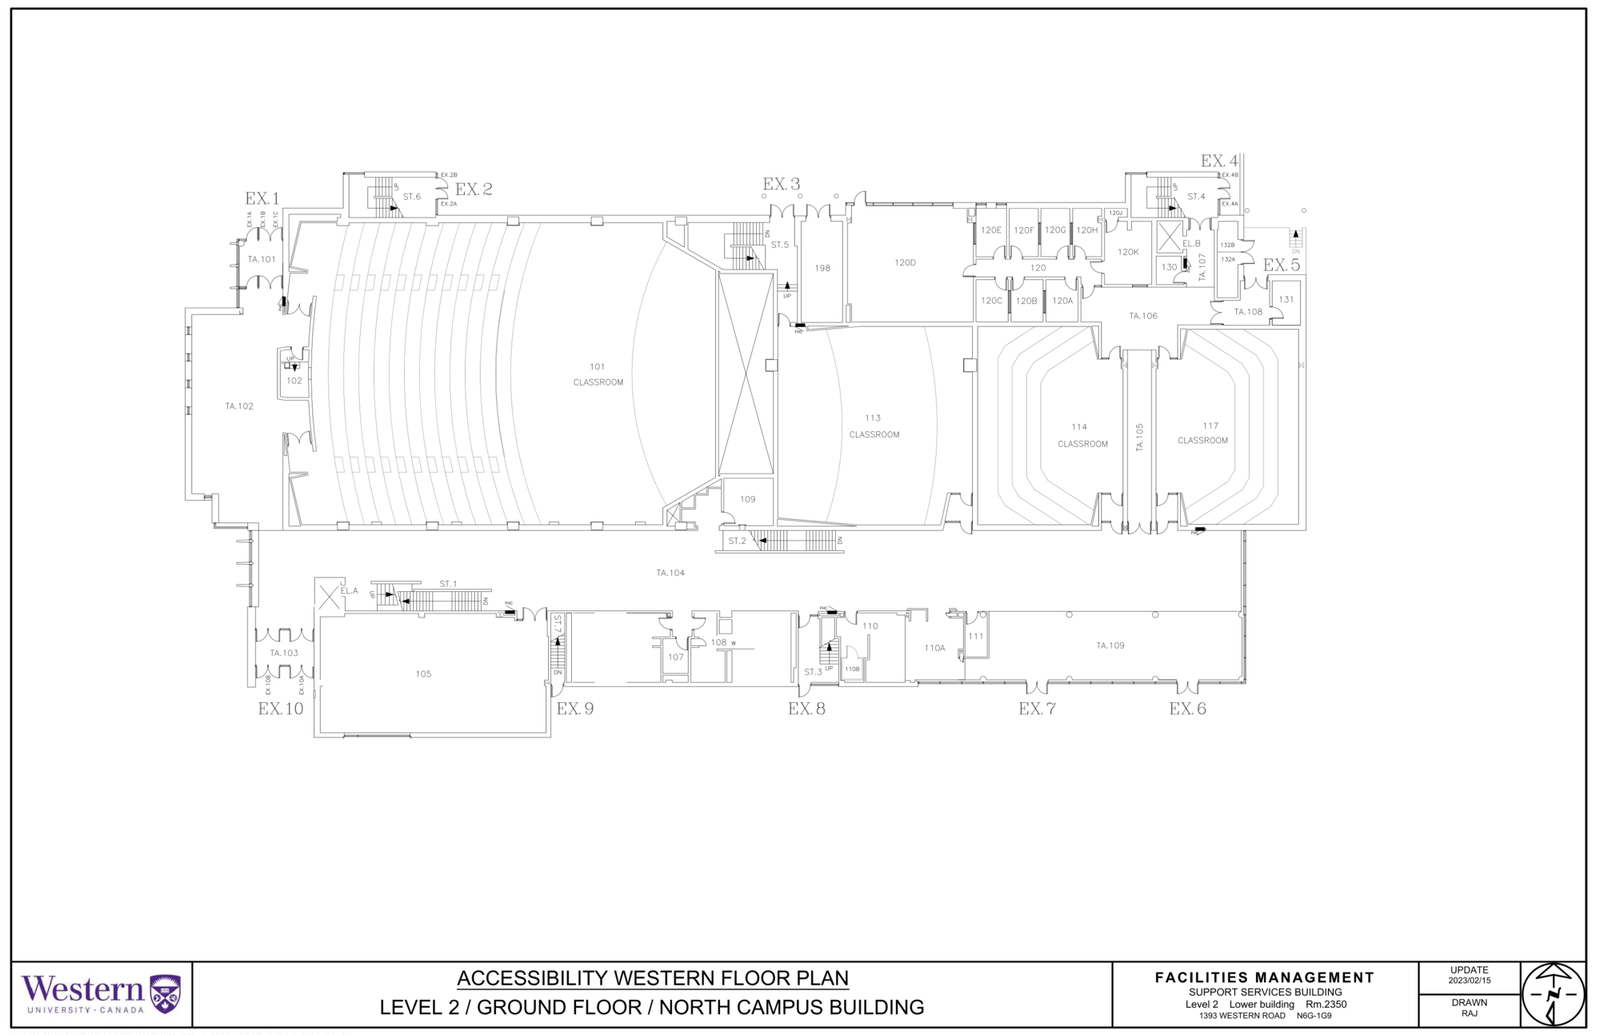 EX. 4
EX. 3
EX. 2
EX. 1
EX.2B
EX.2A
EX.4B
EX.4A
EX.1A
EX.1B
EX.1C
UP
ST.6
UP
ST.4
DN
ST.5
UP
120J
120E
120F
120G
120H
120K
EL.B
132B
132A
DN
EX. 5
TA.101
198
120D
120
130
TA.107
120C
120B
120A
131
TA.106
TA.108
UP
102
101
CLASSROOM
TA.102
113
CLASSROOM
114
CLASSROOM
TA.105
117
CLASSROOM
109
ST.2
DN
TA.104
EL.A
UP
ST.1
DN
FHC
FHC
ST.7
DN
TA.103
EX.10B
EX.10A
105
107
108 W
110
110B
ST.3
UP
110A
111
TA.109
EX. 10
EX. 9
EX. 8
EX. 7
EX. 6
Western
UNIVERSITY · CANADA
ACCESSIBILITY WESTERN FLOOR PLAN
LEVEL 2 / GROUND FLOOR / NORTH CAMPUS BUILDING
FACILITIES MANAGEMENT
SUPPORT SERVICES BUILDING
Level 2 Lower building Rm.2350
1393 WESTERN ROAD N6G-1G9
UPDATE
2023/02/15
DRAWN
RAJ
N